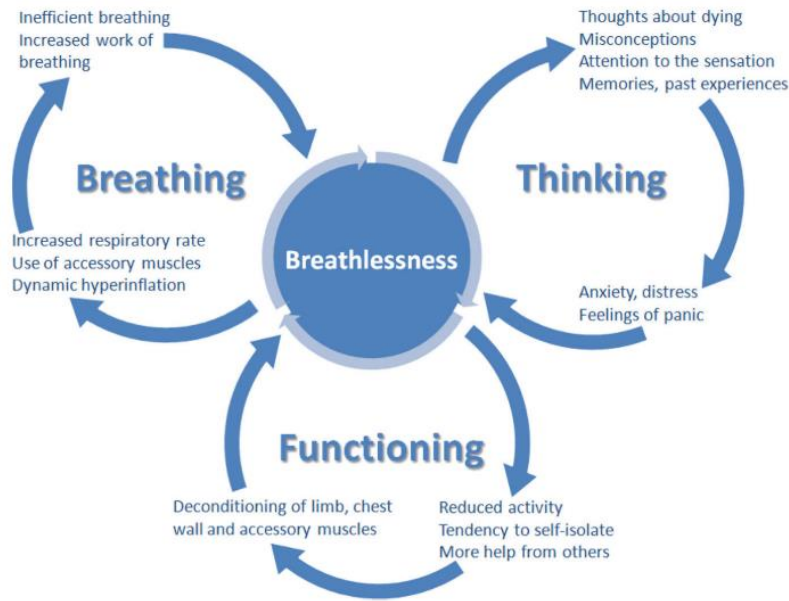 Inefficient breathing
Increased work of
breathing
Thoughts about dying
Misconceptions
Attention to the sensation
Memories, past experiences
Breathing
Thinking
Increased respiratory rate
Use of accessory muscles
Dynamic hyperinflation
Breathlessness
Anxiety, distress
Feelings of panic
Functioning
Deconditioning of limb, chest
wall and accessory muscles
Reduced activity
Tendency to self-isolate
More help from others